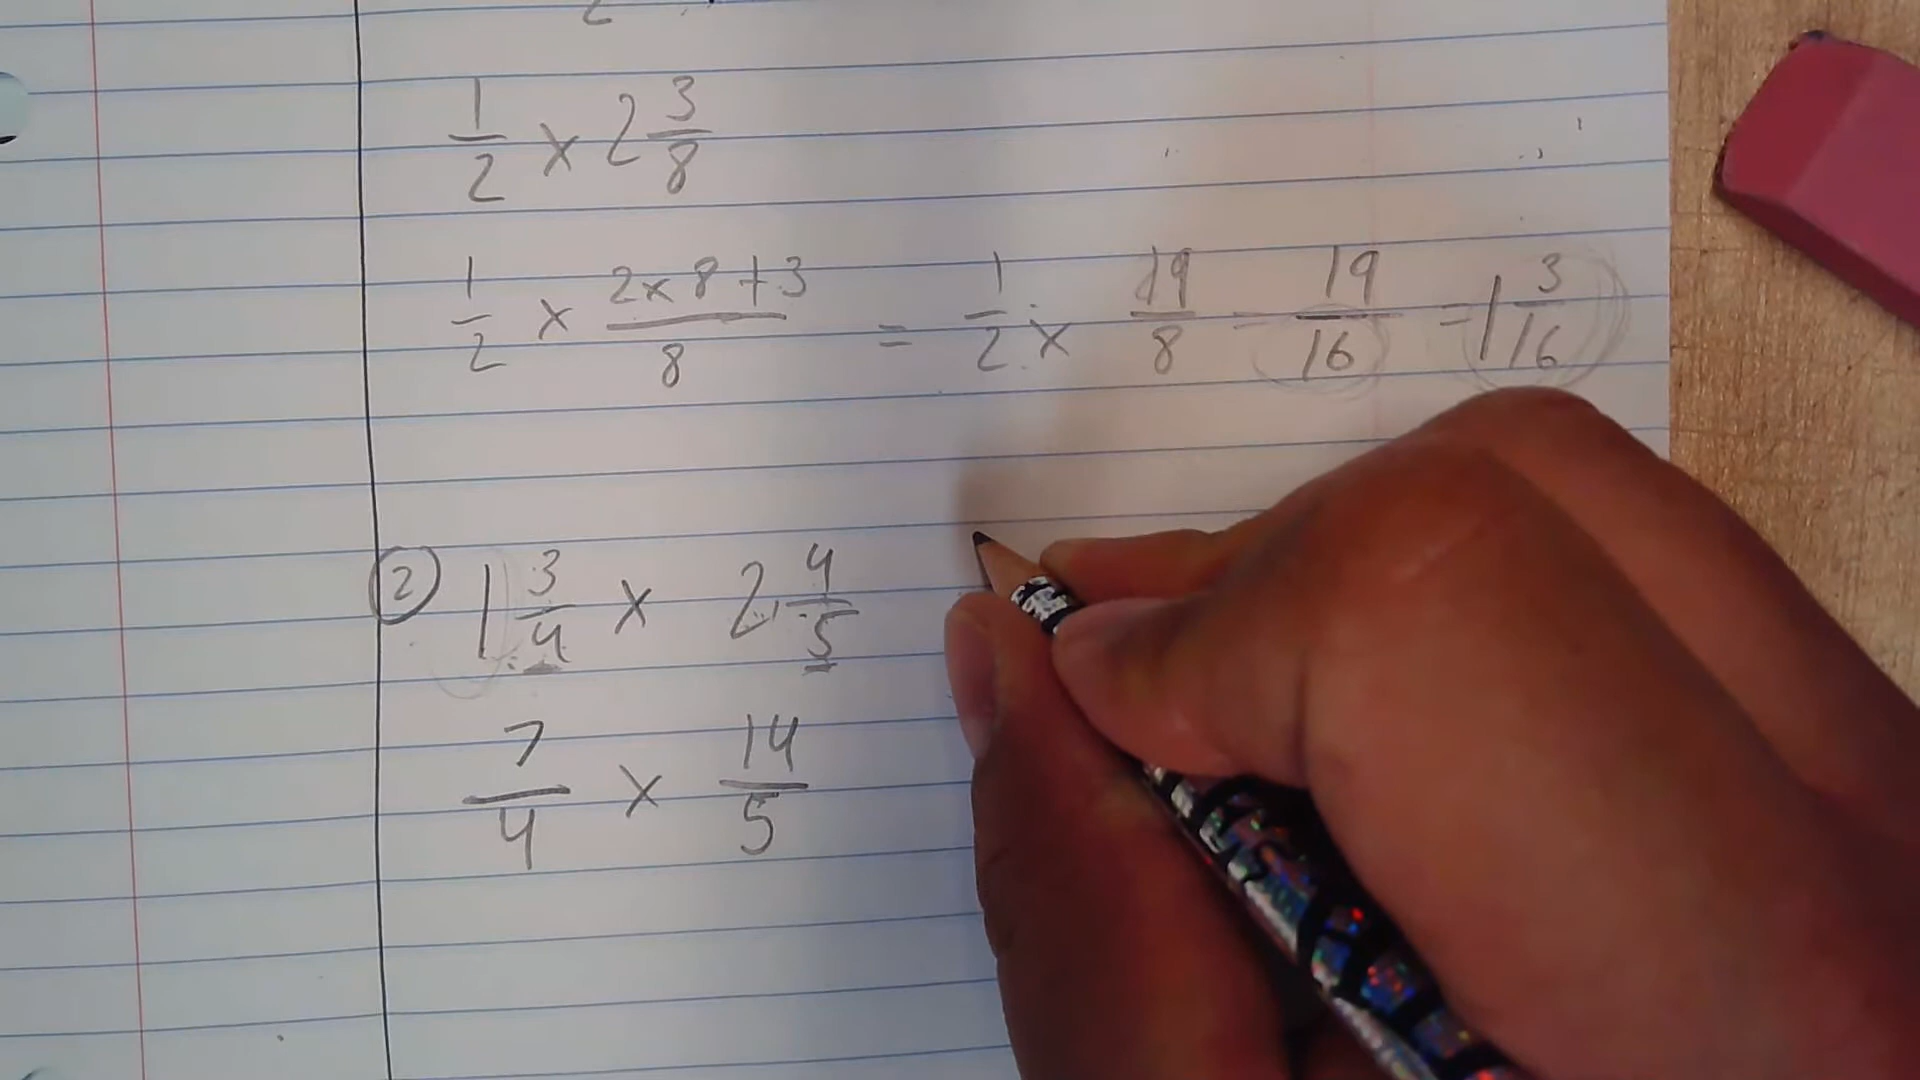 1/2 x 2 3/8
1/2 x (2x8+3)/8 = 1/2 x 19/8 = 19/16 = 1 3/16
② 1 3/4 x 2 4/5
7/4 x 14/5